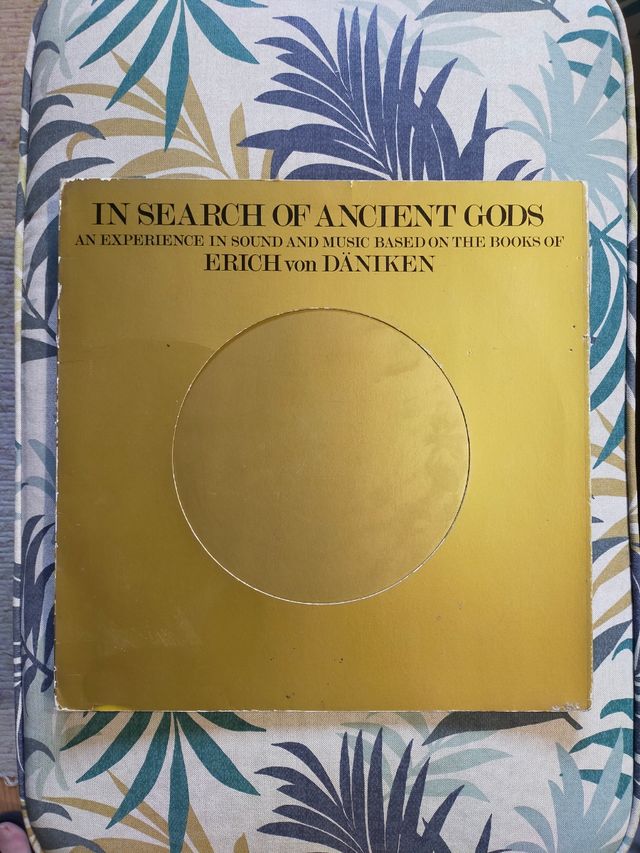 IN SEARCH OF ANCIENT GODS
AN EXPERIENCE IN SOUND AND MUSIC BASED ON THE BOOKS OF
ERICH von DÄNIKEN